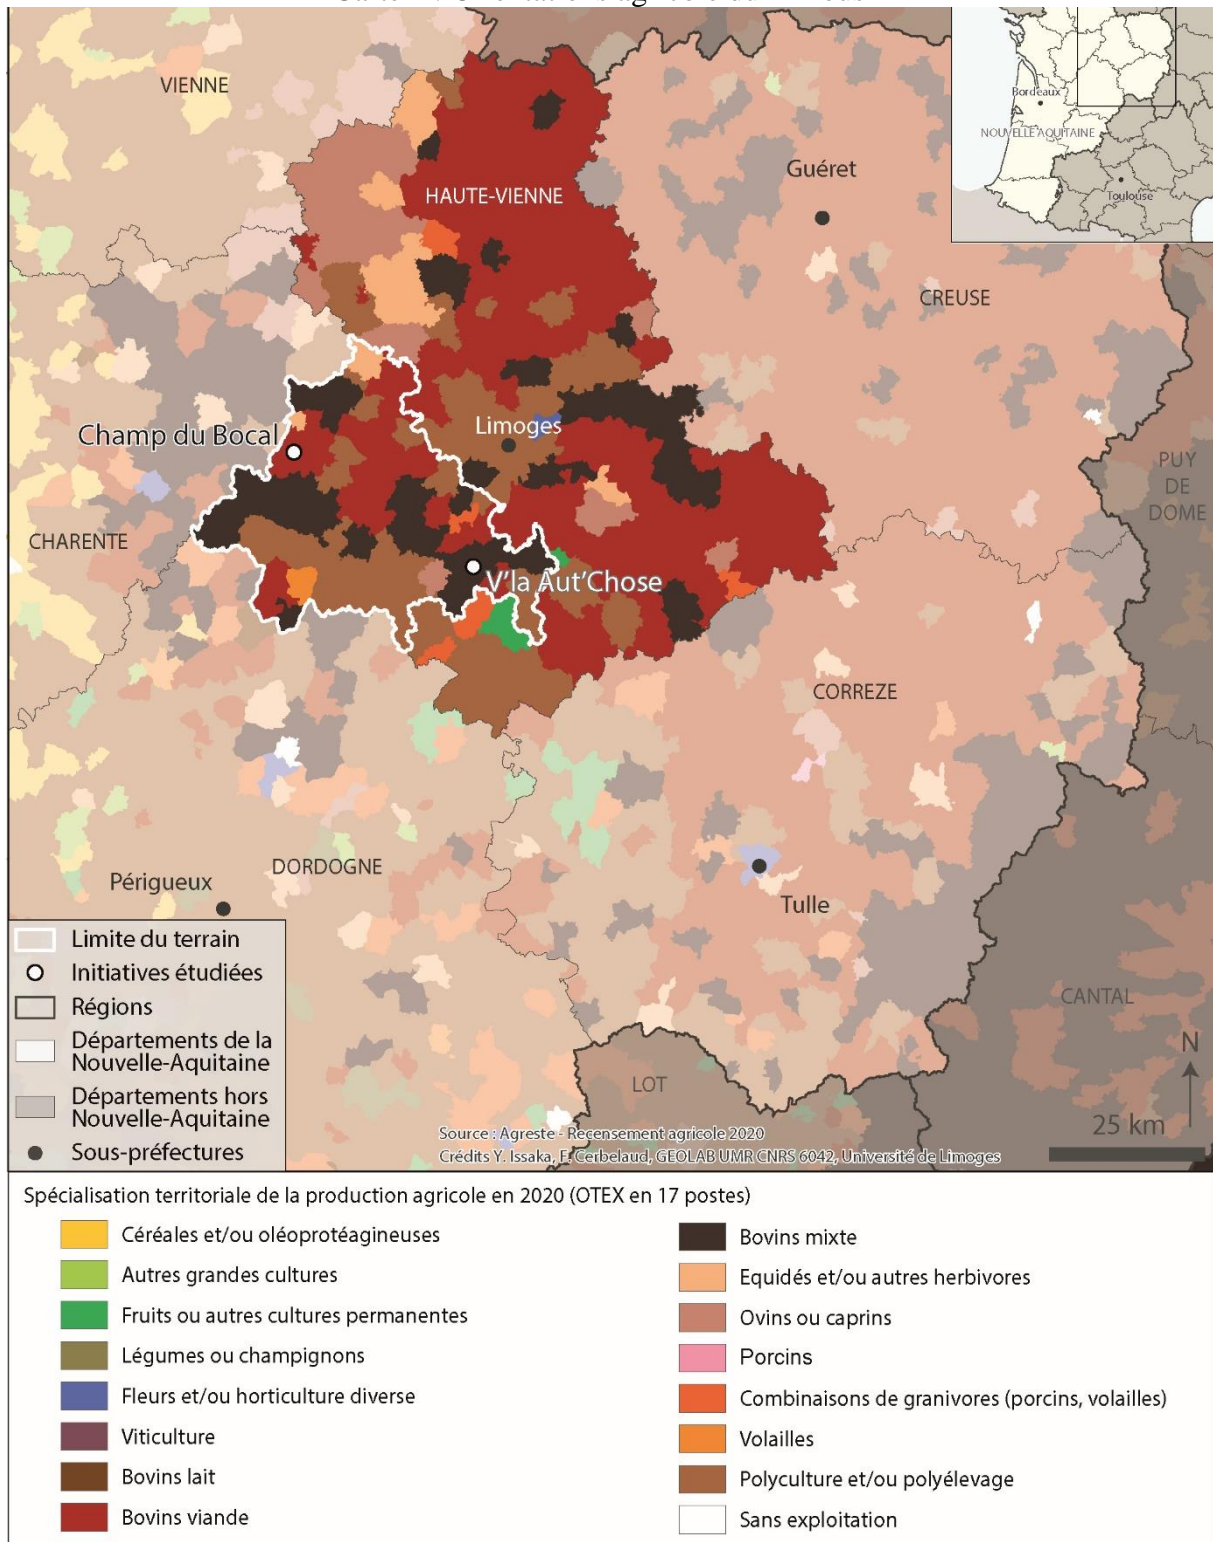 VIENNE
Bordeaux
NOUVELLE AQUITAINE
Toulouse
Guéret
HAUTE-VIENNE
CREUSE
Limoges
Champ du Bocal
PUY
DE
DOME
CHARENTE
V'la Aut'Chose
CORREZE
DORDOGNE
Périgueux
Tulle
CANTAL
LOT
N
25 km
Limite du terrain
Initiatives étudiées
Régions
Départements de la
Nouvelle-Aquitaine
Départements hors
Nouvelle-Aquitaine
Sous-préfectures
Source : Agreste - Recensement agricole 2020
Crédits Y. Issaka, F. Cerbelaud, GEOLAB UMR CNRS 6042, Université de Limoges
Spécialisation territoriale de la production agricole en 2020 (OTEX en 17 postes)
Céréales et/ou oléoprotéagineuses
Autres grandes cultures
Fruits ou autres cultures permanentes
Légumes ou champignons
Fleurs et/ou horticulture diverse
Viticulture
Bovins lait
Bovins viande
Bovins mixte
Equidés et/ou autres herbivores
Ovins ou caprins
Porcins
Combinaisons de granivores (porcins, volailles)
Volailles
Polyculture et/ou polyélevage
Sans exploitation